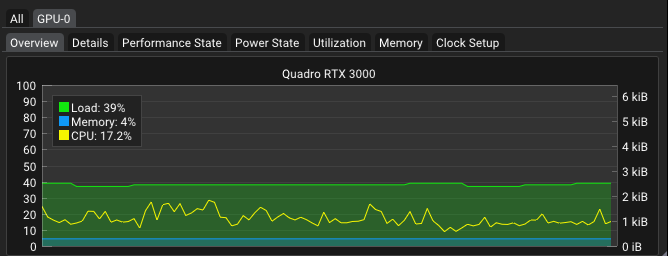 All GPU-0
Overview Details Performance State Power State Utilization Memory Clock Setup
Quadro RTX 3000
100
90
80
70
60
50
40
30
20
10
0
Load: 39%
Memory: 4%
CPU: 17.2%
6 kiB
5 kiB
4 kiB
3 kiB
2 kiB
1 kiB
0 iB